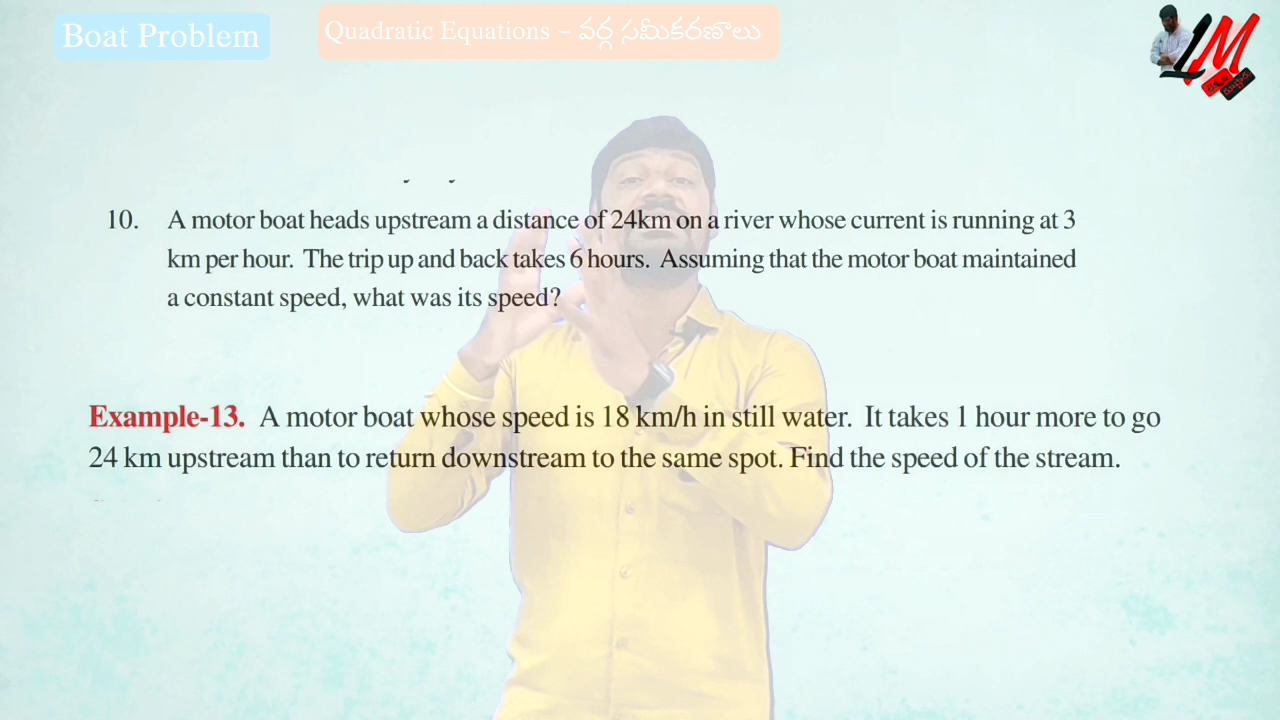 Boat Problem
Quadratic Equations - వర్గ సమీకరణాలు
LM
10. A motor boat heads upstream a distance of 24km on a river whose current is running at 3
km per hour. The trip up and back takes 6 hours. Assuming that the motor boat maintained
a constant speed, what was its speed?
Example-13. A motor boat whose speed is 18 km/h in still water. It takes 1 hour more to go
24 km upstream than to return downstream to the same spot. Find the speed of the stream.